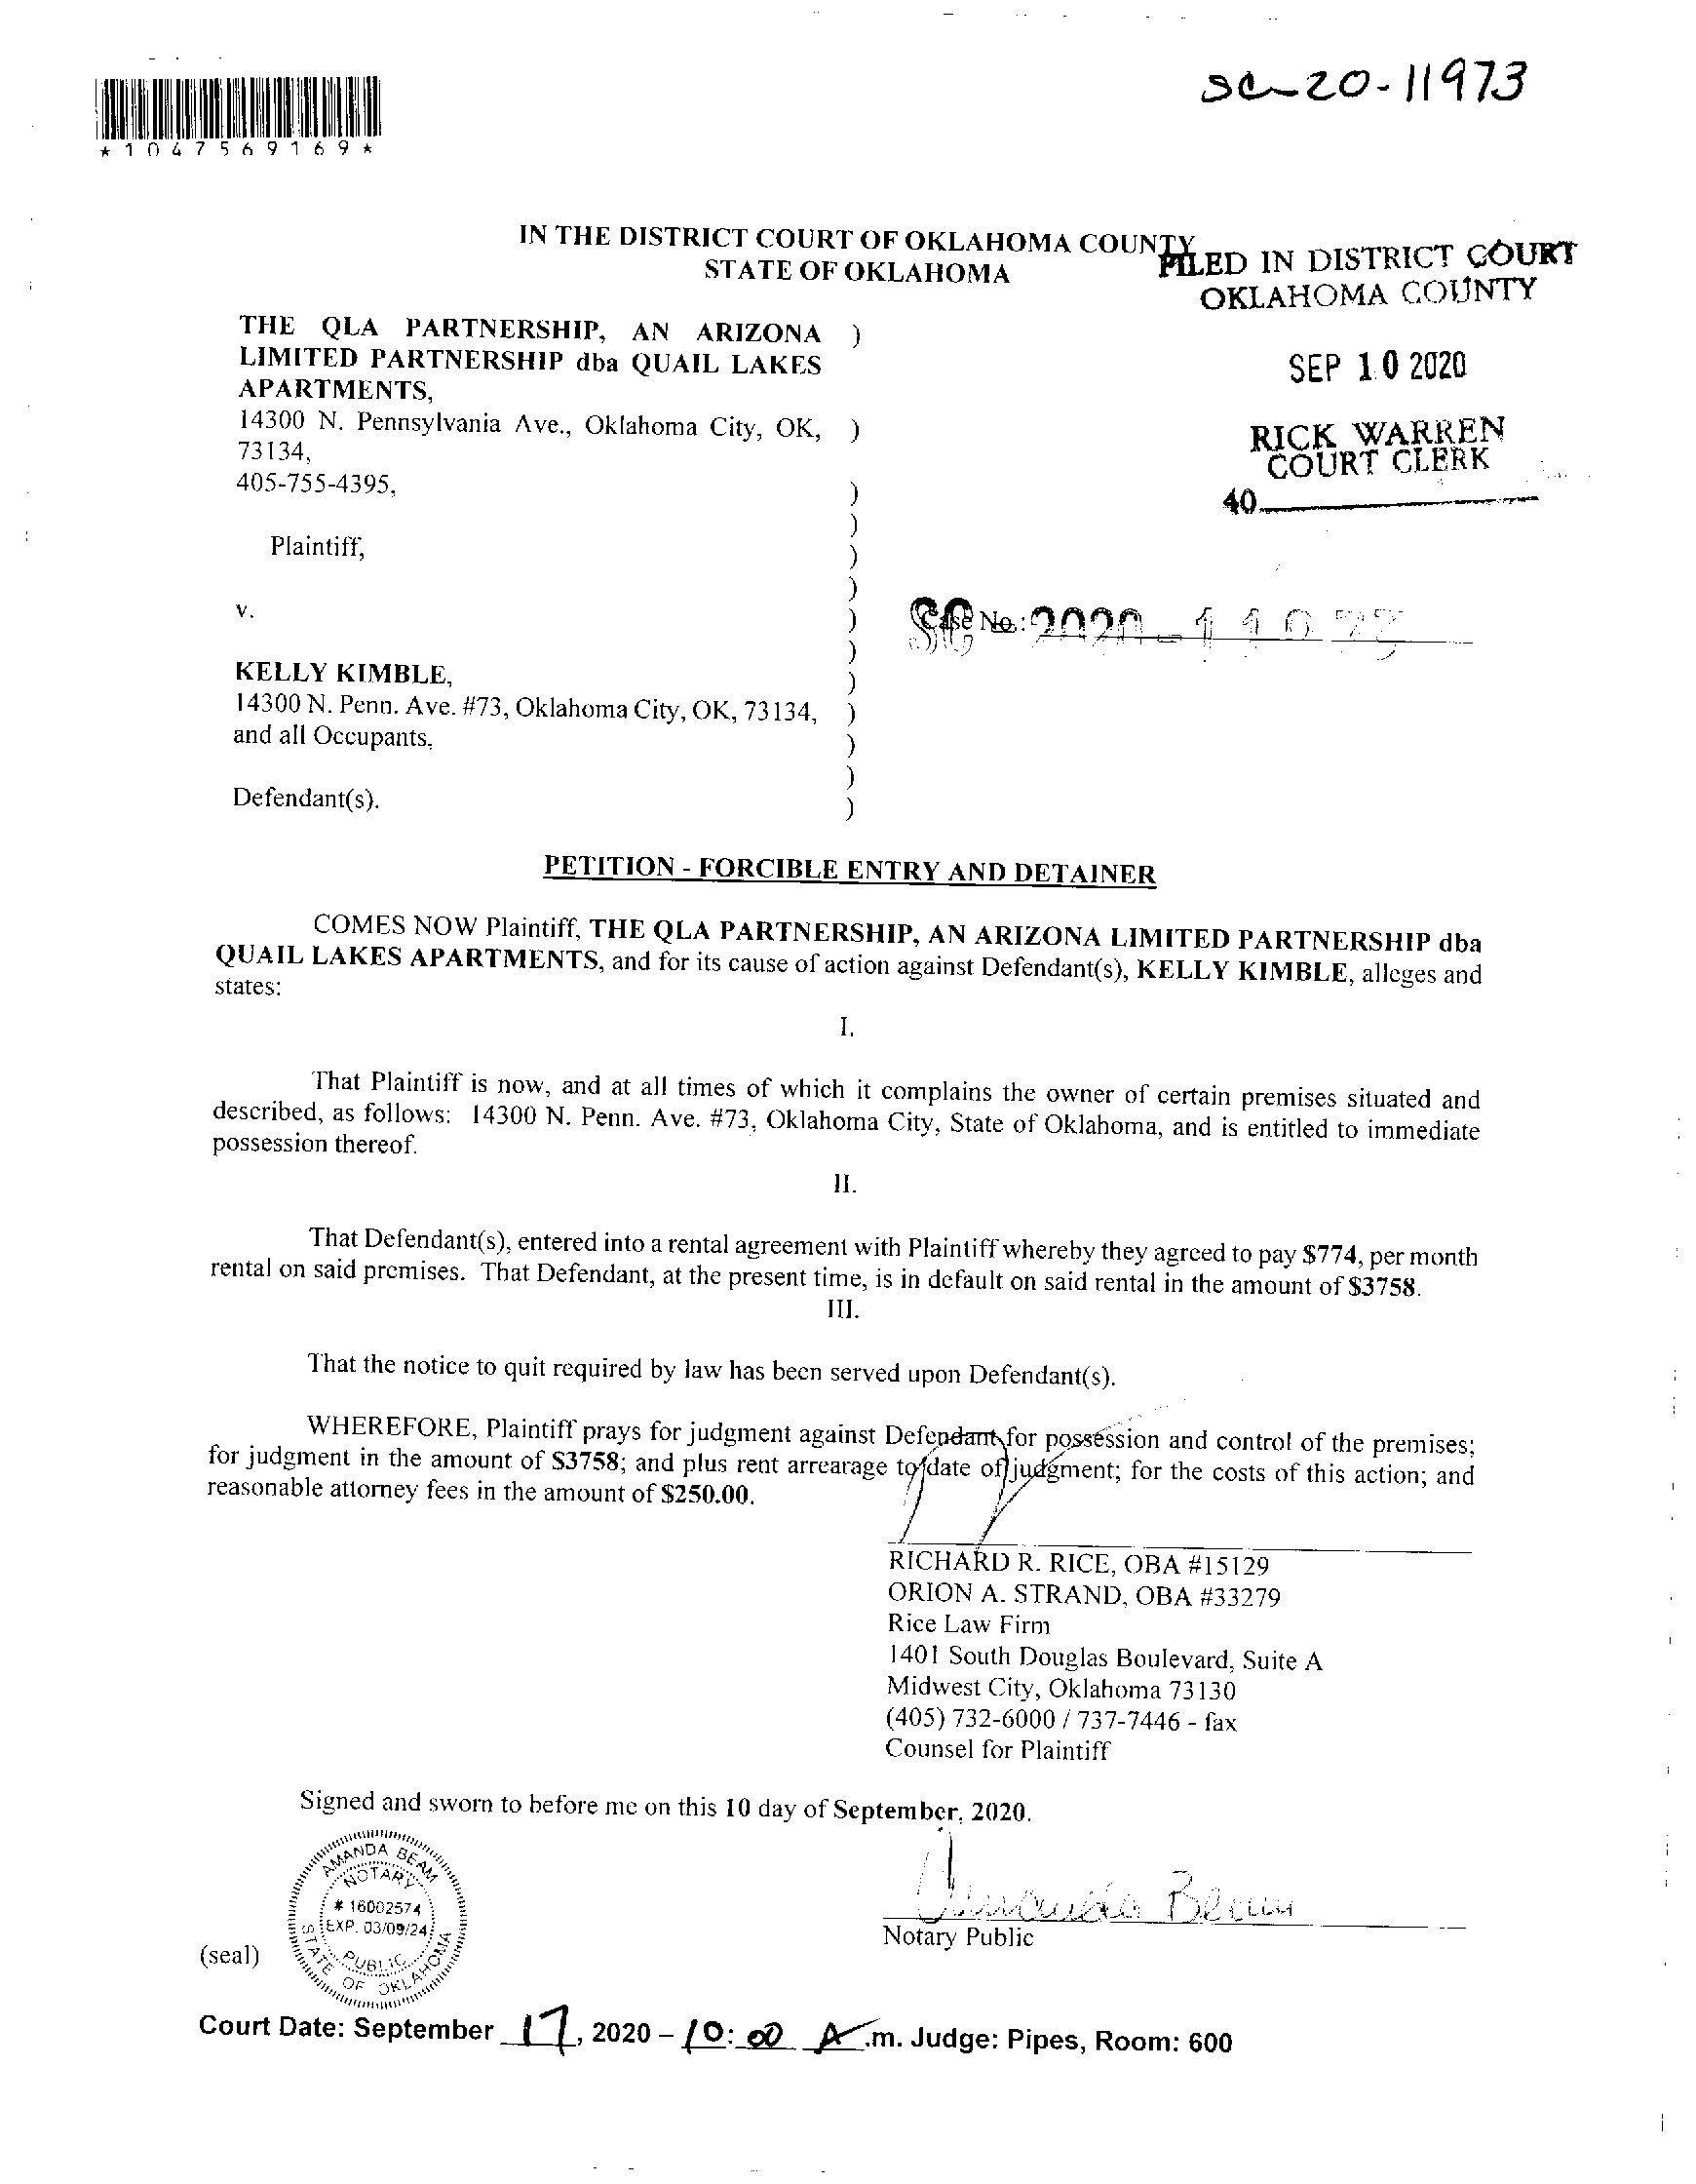 SC-20-11973
*1047569169*
IN THE DISTRICT COURT OF OKLAHOMA COUNTY
STATE OF OKLAHOMA
FILED IN DISTRICT COURT
OKLAHOMA COUNTY
SEP 10 2020
RICK WARREN
COURT CLERK
40
THE QLA PARTNERSHIP, AN ARIZONA )
LIMITED PARTNERSHIP dba QUAIL LAKES
APARTMENTS,
14300 N. Pennsylvania Ave., Oklahoma City, OK, )
73134,
405-755-4395, )
)
Plaintiff, )
)
v. )
Case No.: SC-2020-11973
)
KELLY KIMBLE, )
14300 N. Penn. Ave. #73, Oklahoma City, OK, 73134, )
and all Occupants, )
)
Defendant(s). )
PETITION - FORCIBLE ENTRY AND DETAINER
COMES NOW Plaintiff, THE QLA PARTNERSHIP, AN ARIZONA LIMITED PARTNERSHIP dba
QUAIL LAKES APARTMENTS, and for its cause of action against Defendant(s), KELLY KIMBLE, alleges and
states:
I.
That Plaintiff is now, and at all times of which it complains the owner of certain premises situated and
described, as follows: 14300 N. Penn. Ave. #73, Oklahoma City, State of Oklahoma, and is entitled to immediate
possession thereof.
II.
That Defendant(s), entered into a rental agreement with Plaintiff whereby they agreed to pay $774, per month
rental on said premises. That Defendant, at the present time, is in default on said rental in the amount of $3758.
III.
That the notice to quit required by law has been served upon Defendant(s).
WHEREFORE, Plaintiff prays for judgment against Defendant for possession and control of the premises;
for judgment in the amount of $3758; and plus rent arrearage to date of judgment; for the costs of this action; and
reasonable attorney fees in the amount of $250.00.
RICHARD R. RICE, OBA #15129
ORION A. STRAND, OBA #33279
Rice Law Firm
1401 South Douglas Boulevard, Suite A
Midwest City, Oklahoma 73130
(405) 732-6000 / 737-7446 - fax
Counsel for Plaintiff
Signed and sworn to before me on this 10 day of September, 2020.
AMANDA BEAM
NOTARY
# 16002574
EXP. 03/09/24
PUBLIC
STATE OF OKLAHOMA
Amanda Beam
Notary Public
(seal)
Court Date: September 17, 2020 – 10:00 A.m. Judge: Pipes, Room: 600